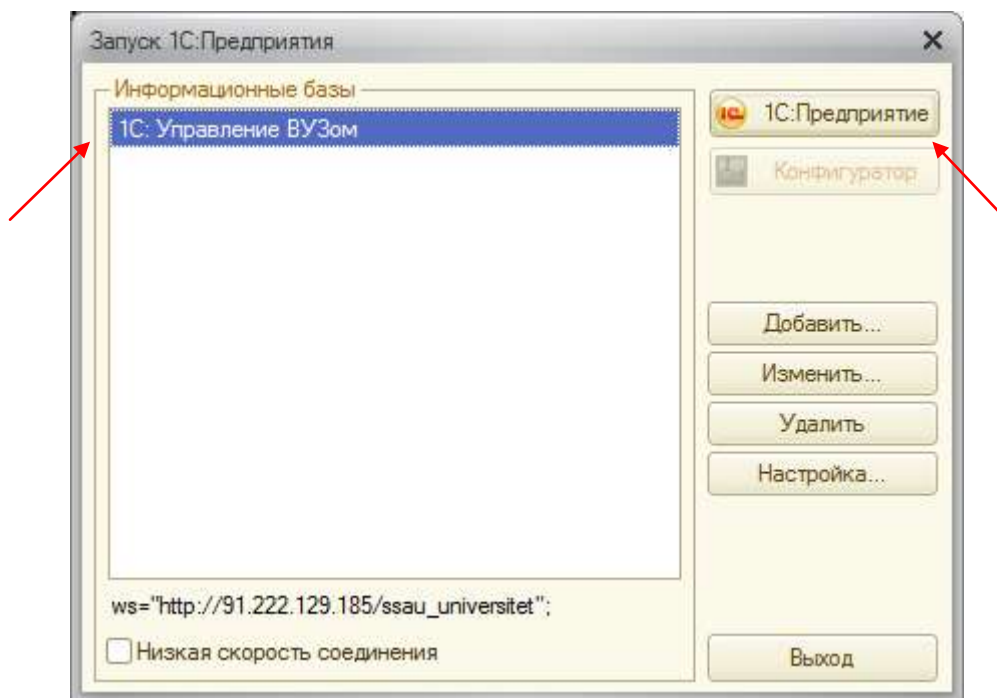 Запуск 1С:Предприятия
Информационные базы
1С: Управление ВУЗом
1С:Предприятие
Конфигуратор
Добавить...
Изменить...
Удалить
Настройка...
ws="http://91.222.129.185/ssau_universitet";
Низкая скорость соединения
Выход